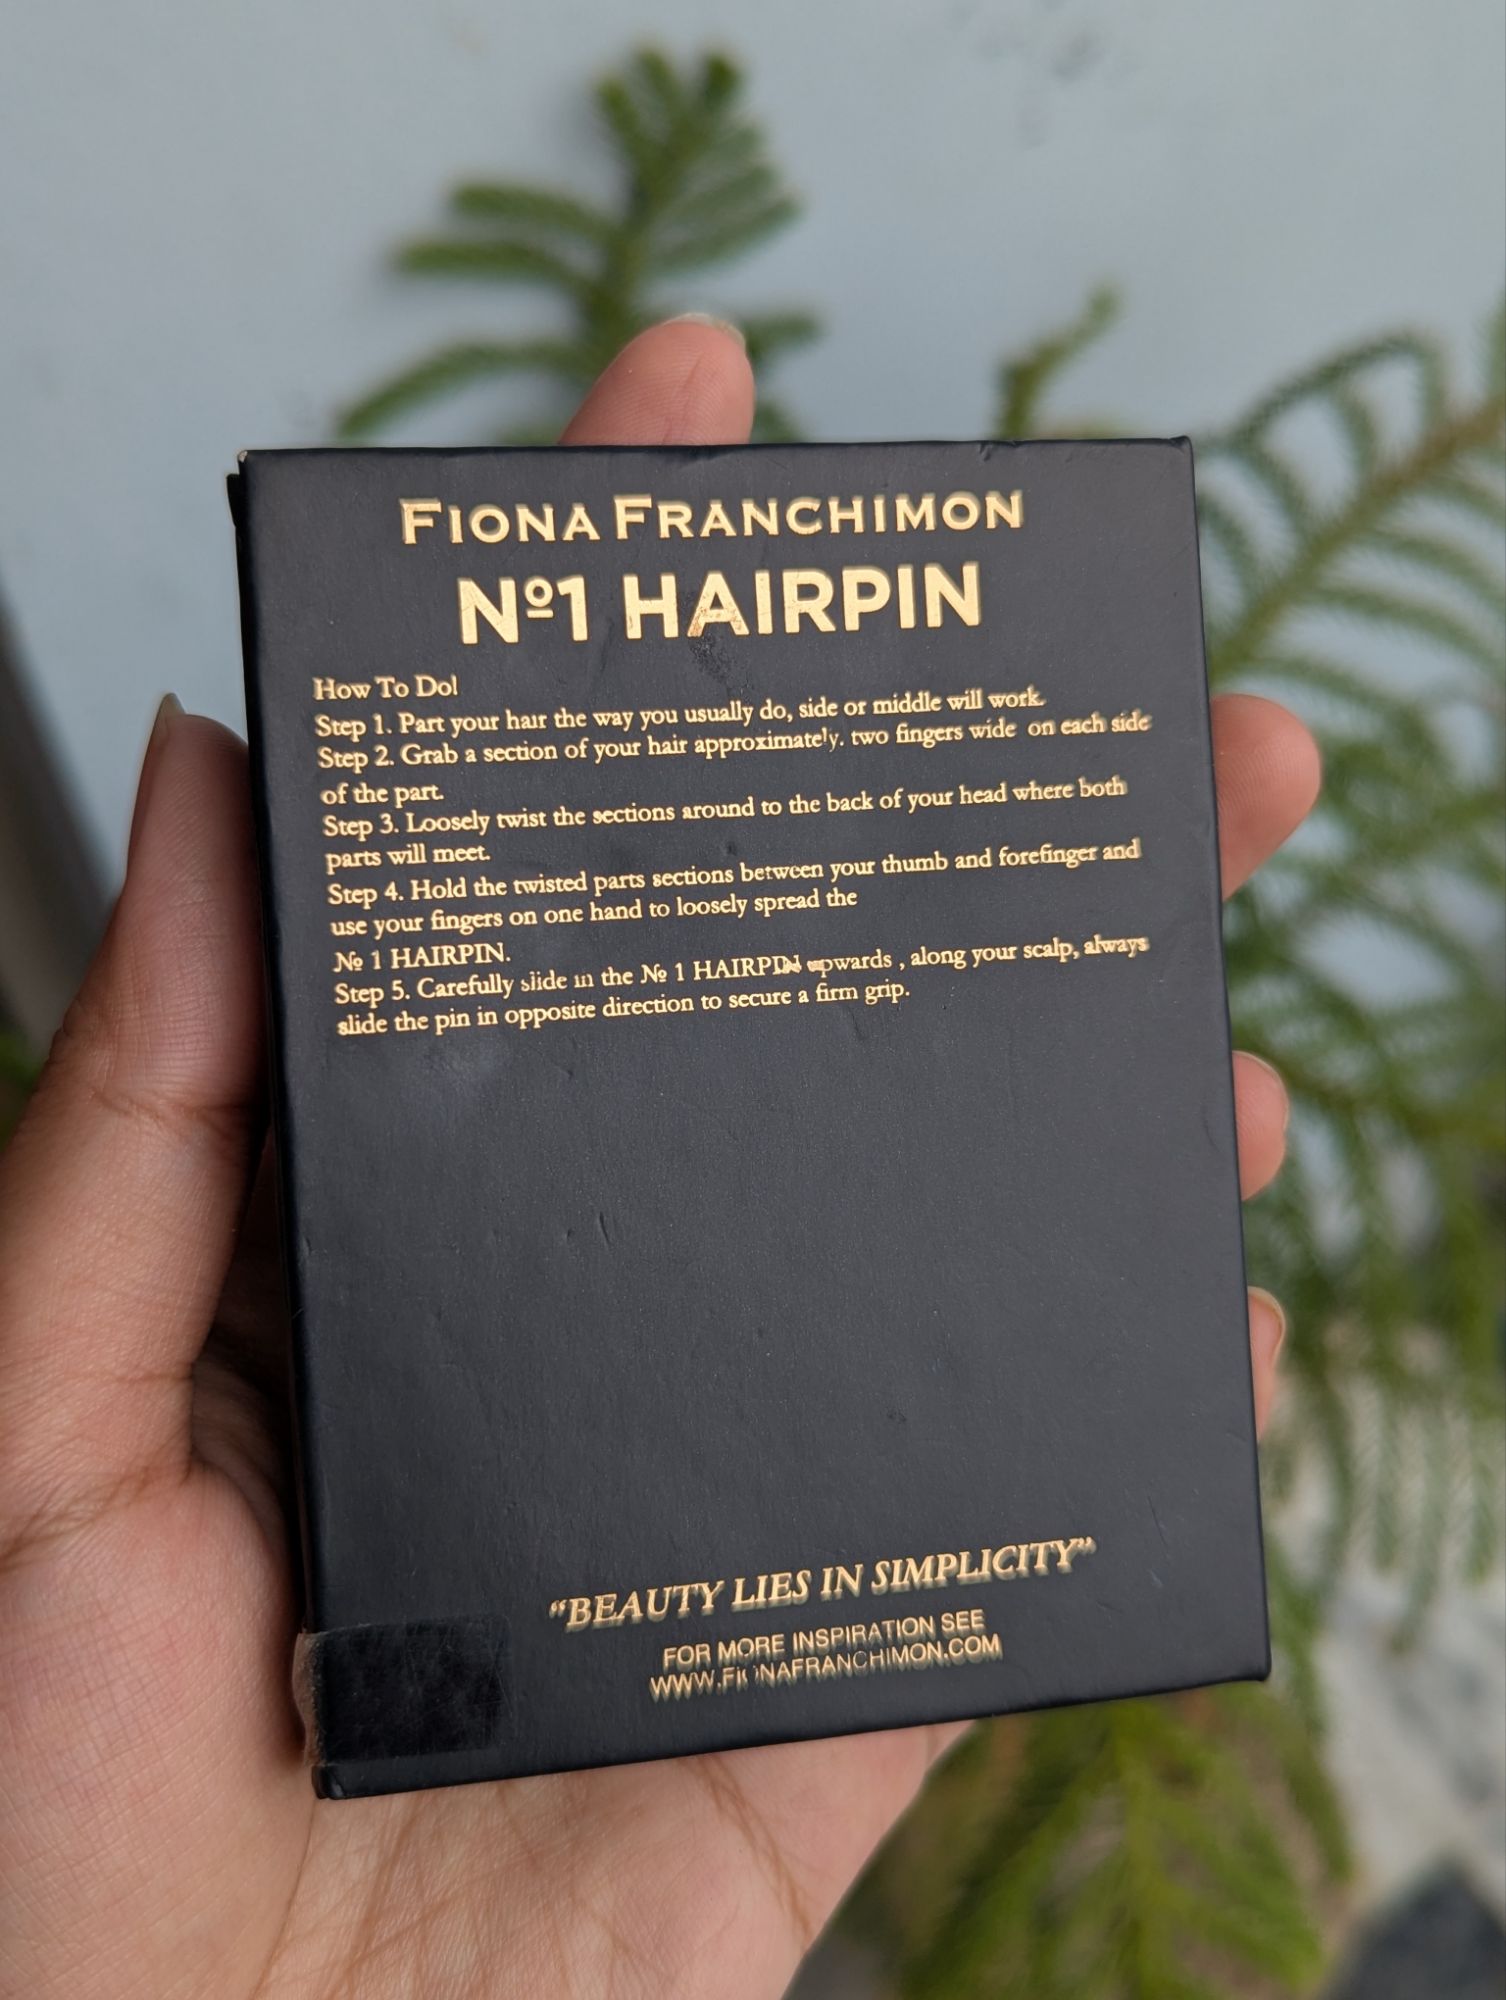 FIONA FRANCHIMON
Nº1 HAIRPIN
How To Do!
Step 1. Part your hair the way you usually do, side or middle will work.
Step 2. Grab a section of your hair approximately. two fingers wide on each side
of the part.
Step 3. Loosely twist the sections around to the back of your head where both
parts will meet.
Step 4. Hold the twisted parts sections between your thumb and forefinger and
use your fingers on one hand to loosely spread the
№ 1 HAIRPIN.
Step 5. Carefully slide in the № 1 HAIRPIN upwards , along your scalp, always
slide the pin in opposite direction to secure a firm grip.
“BEAUTY LIES IN SIMPLICITY”
FOR MORE INSPIRATION SEE
WWW.FIONAFRANCHIMON.COM